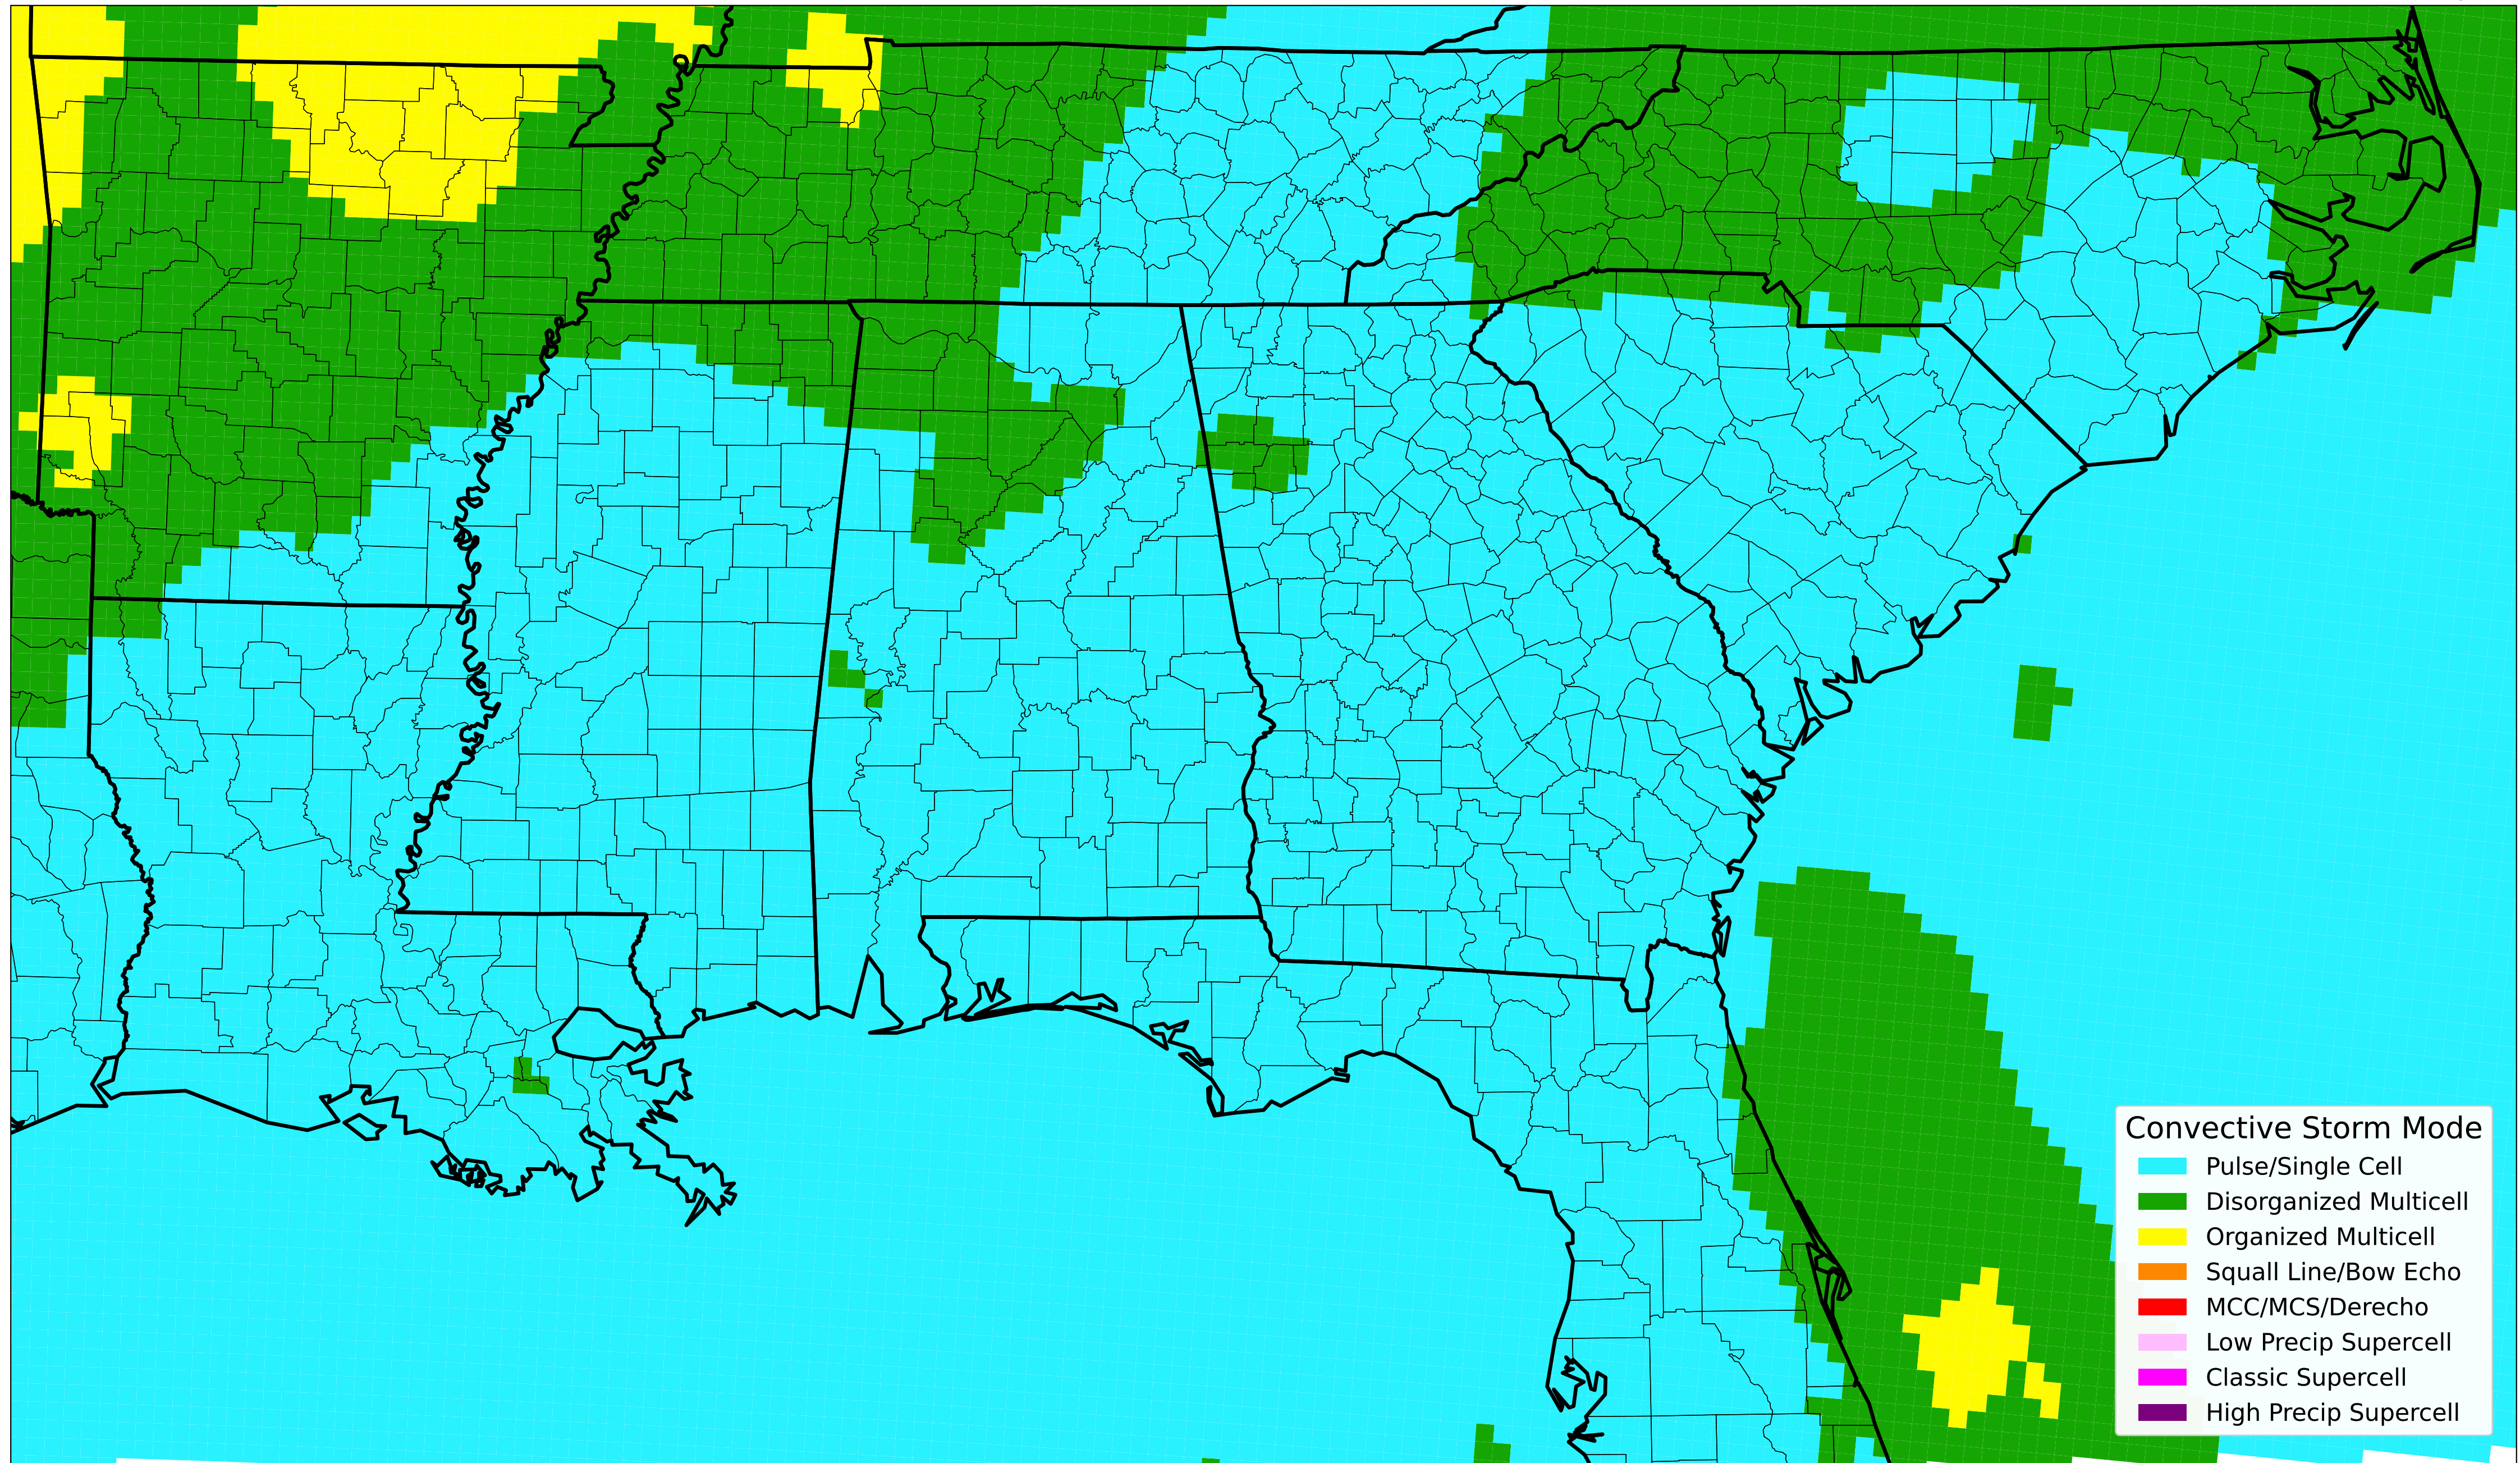 Convective Storm Mode
Pulse/Single Cell
Disorganized Multicell
Organized Multicell
Squall Line/Bow Echo
MCC/MCS/Derecho
Low Precip Supercell
Classic Supercell
High Precip Supercell